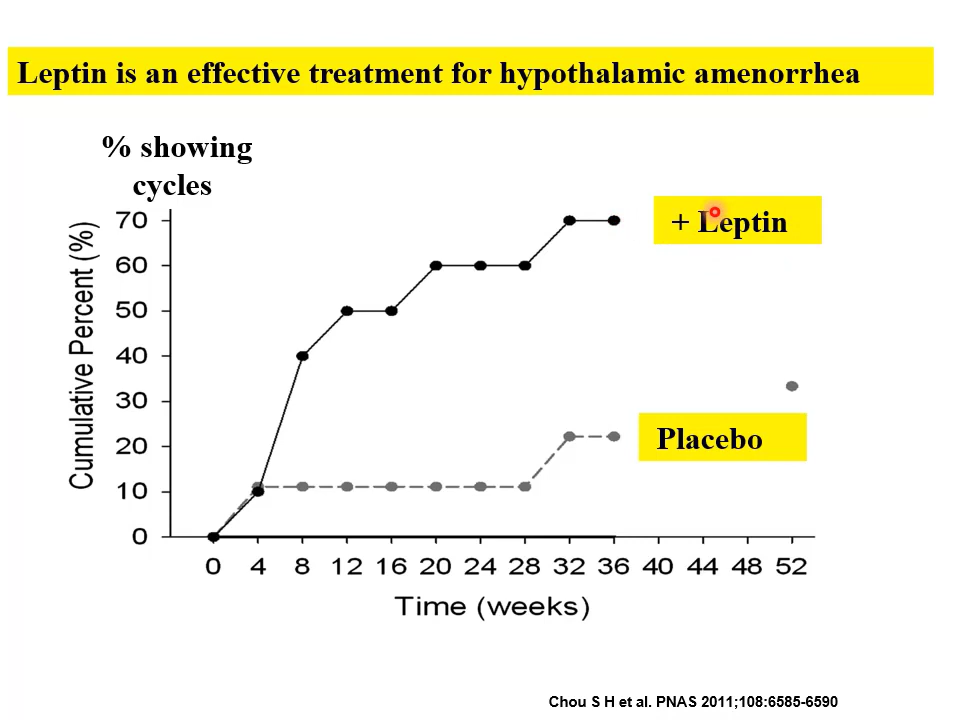 Leptin is an effective treatment for hypothalamic amenorrhea
% showing
cycles
+ Leptin
Placebo
Cumulative Percent (%)
70
60
50
40
30
20
10
0
0 4 8 12 16 20 24 28 32 36 40 44 48 52
Time (weeks)
Chou S H et al. PNAS 2011;108:6585-6590